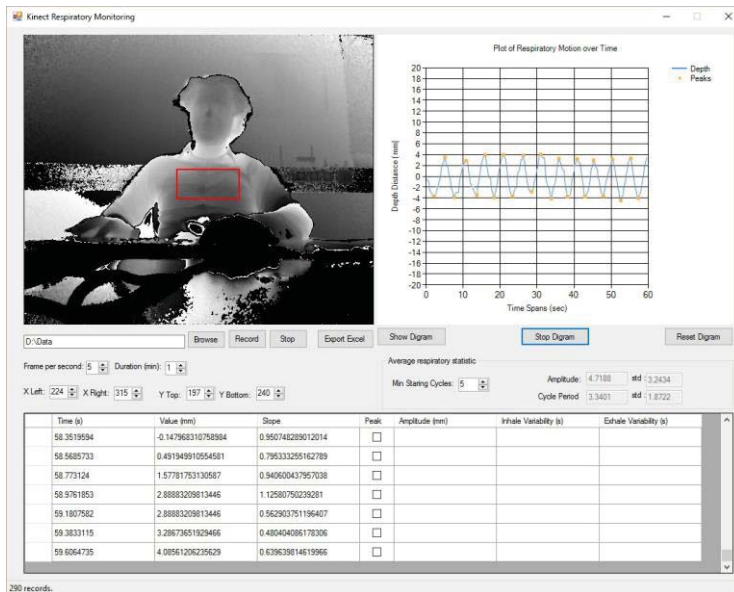 Kinect Respiratory Monitoring
Plot of Respiratory Motion over Time
Depth
Peaks
20
18
16
14
12
10
8
6
4
2
0
-2
-4
-6
-8
-10
-12
-14
-16
-18
-20
Depth Distance (mm)
0 10 20 30 40 50 60
Time Spans (sec)
D:\Data Browse Record Stop Export Excel Show Digram Stop Digram Reset Digram
Frame per second: 5 Duration (min): 1
X Left: 224 X Right: 315 Y Top: 197 Y Bottom: 240
Average respiratory statistic
Min Staring Cycles: 5 Amplitude: 4.7188 std : 3.2434
Cycle Period 3.3401 std : 1.8722
Time (s) Value (mm) Slope Peak Amplitude (mm) Inhale Variability (s) Exhale Variability (s)
58.3519594 -0.147968310758984 0.950748289012014
58.5685733 0.491949910554581 0.795333255162789
58.773124 1.57781753130587 0.940600437957038
58.9761853 2.88883209813446 1.12580750239281
59.1807582 2.88883209813446 0.562903751196407
59.3833115 3.28673651929466 0.480404086178306
59.6064735 4.08561206235629 0.639639814619966
290 records.